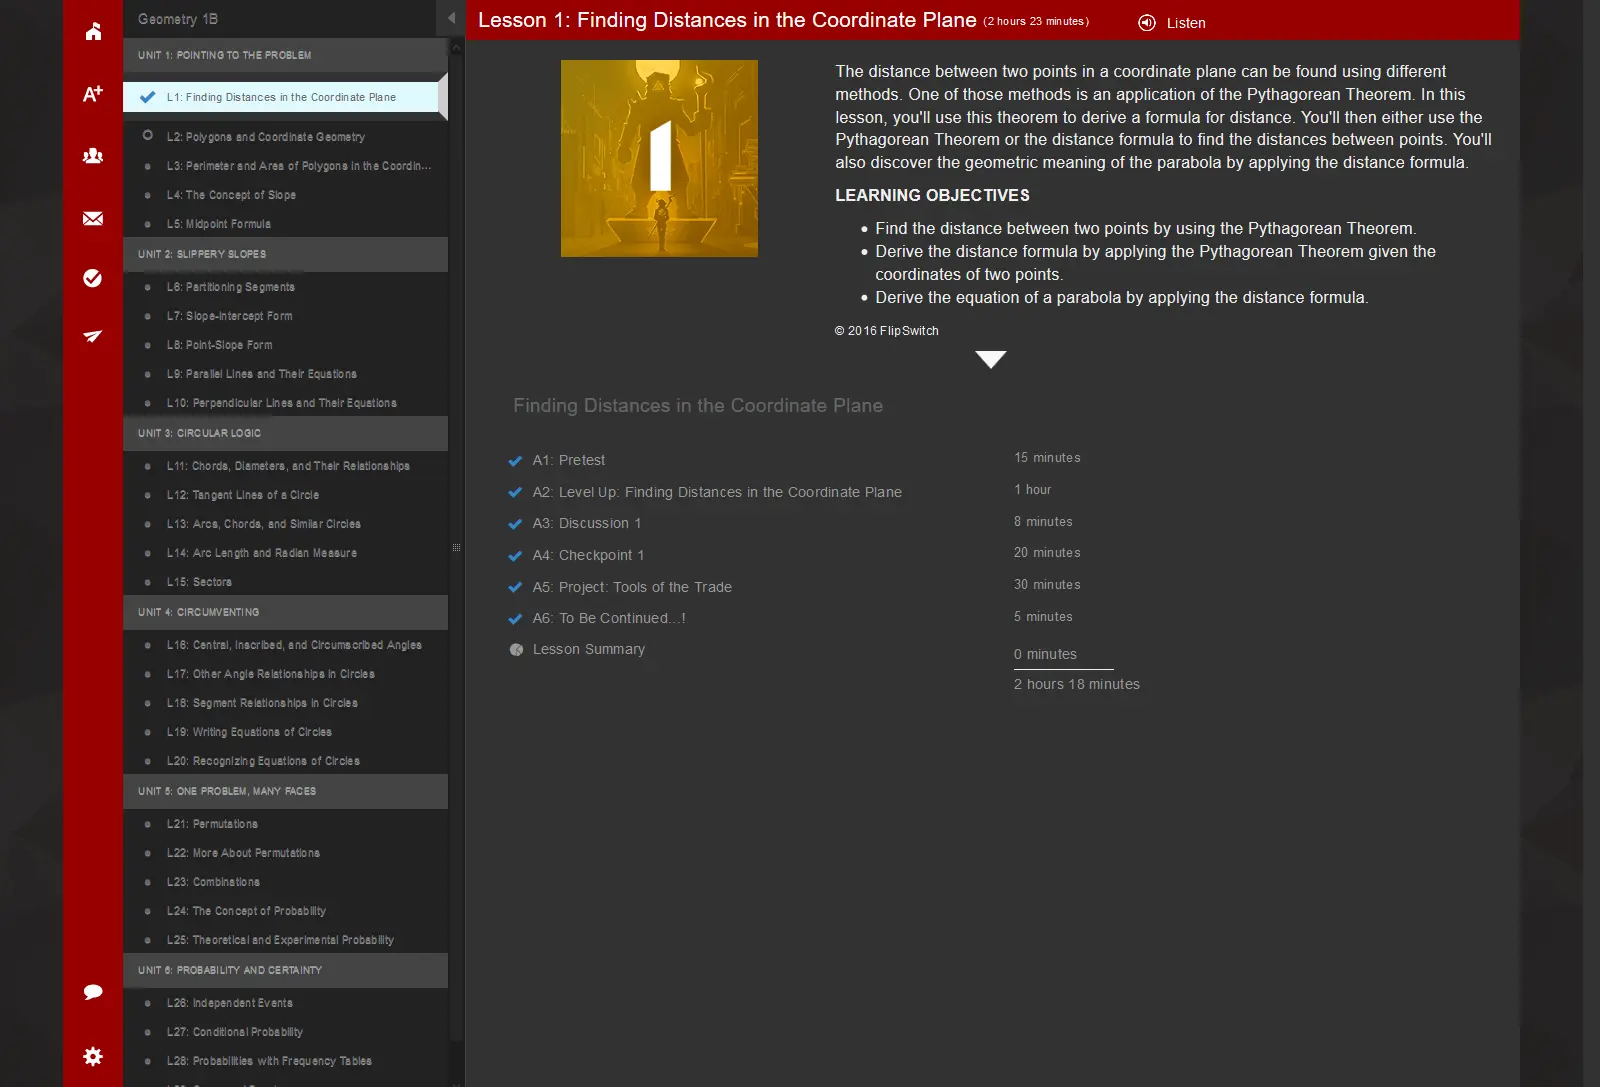 Geometry 1B
UNIT 1: POINTING TO THE PROBLEM
L1: Finding Distances in the Coordinate Plane
L2: Polygons and Coordinate Geometry
L3: Perimeter and Area of Polygons in the Coordin...
L4: The Concept of Slope
L5: Midpoint Formula
UNIT 2: SLIPPERY SLOPES
L6: Partitioning Segments
L7: Slope-Intercept Form
L8: Point-Slope Form
L9: Parallel Lines and Their Equations
L10: Perpendicular Lines and Their Equations
UNIT 3: CIRCULAR LOGIC
L11: Chords, Diameters, and Their Relationships
L12: Tangent Lines of a Circle
L13: Arcs, Chords, and Similar Circles
L14: Arc Length and Radian Measure
L15: Sectors
UNIT 4: CIRCUMVENTING
L16: Central, Inscribed, and Circumscribed Angles
L17: Other Angle Relationships in Circles
L18: Segment Relationships in Circles
L19: Writing Equations of Circles
L20: Recognizing Equations of Circles
UNIT 5: ONE PROBLEM, MANY FACES
L21: Permutations
L22: More About Permutations
L23: Combinations
L24: The Concept of Probability
L25: Theoretical and Experimental Probability
UNIT 6: PROBABILITY AND CERTAINTY
L26: Independent Events
L27: Conditional Probability
L28: Probabilities with Frequency Tables
A+
Lesson 1: Finding Distances in the Coordinate Plane (2 hours 23 minutes)
Listen
1
The distance between two points in a coordinate plane can be found using different
methods. One of those methods is an application of the Pythagorean Theorem. In this
lesson, you'll use this theorem to derive a formula for distance. You'll then either use the
Pythagorean Theorem or the distance formula to find the distances between points. You'll
also discover the geometric meaning of the parabola by applying the distance formula.
LEARNING OBJECTIVES
• Find the distance between two points by using the Pythagorean Theorem.
• Derive the distance formula by applying the Pythagorean Theorem given the
coordinates of two points.
• Derive the equation of a parabola by applying the distance formula.
© 2016 FlipSwitch
Finding Distances in the Coordinate Plane
A1: Pretest 15 minutes
A2: Level Up: Finding Distances in the Coordinate Plane 1 hour
A3: Discussion 1 8 minutes
A4: Checkpoint 1 20 minutes
A5: Project: Tools of the Trade 30 minutes
A6: To Be Continued...! 5 minutes
Lesson Summary 0 minutes
2 hours 18 minutes